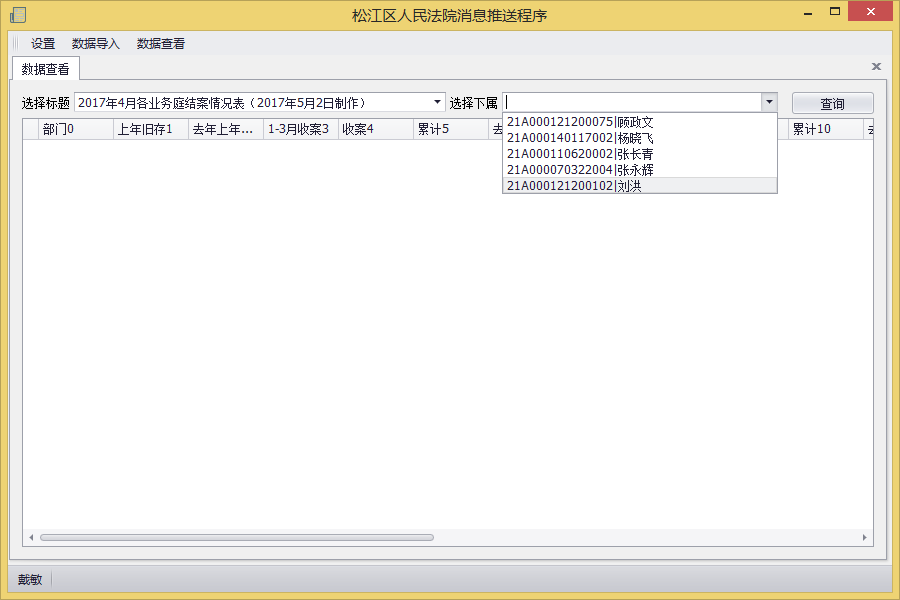 松江区人民法院消息推送程序
设置 数据导入 数据查看
数据查看
选择标题 2017年4月各业务庭结案情况表（2017年5月2日制作） 选择下属 查询
部门0 上年旧存1 去年上年... 1-3月收案3 收案4 累计5 去 累计10 去
21A000121200075|顾政文
21A000140117002|杨晓飞
21A000110620002|张长青
21A000070322004|张永辉
21A000121200102|刘洪
戴敏